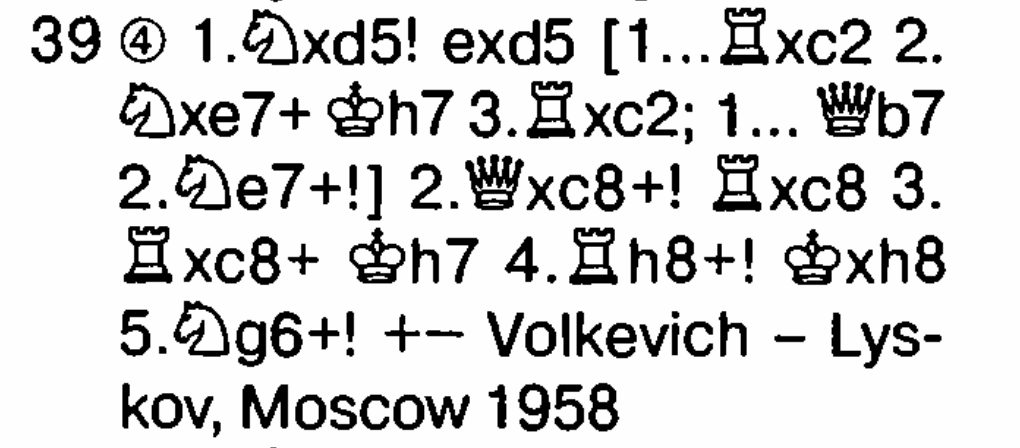 39 ④ 1.♘xd5! exd5 [1...♖xc2 2.
♘xe7+ ♔h7 3.♖xc2; 1... ♕b7
2.♘e7+!] 2.♕xc8+! ♖xc8 3.
♖xc8+ ♔h7 4.♖h8+! ♔xh8
5.♘g6+! +− Volkevich – Lys-
kov, Moscow 1958